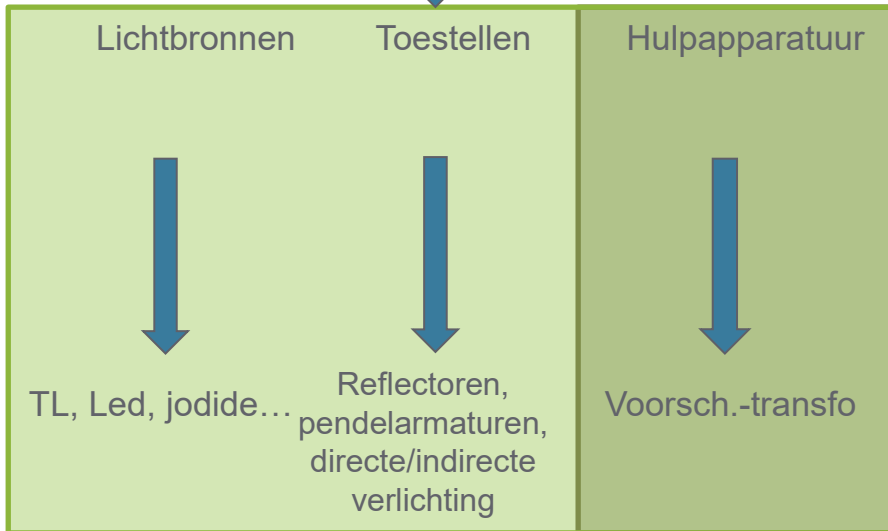 Lichtbronnen
Toestellen
Hulpapparatuur
TL, Led, jodide…
Reflectoren,
pendelarmaturen,
directe/indirecte
verlichting
Voorsch.-transfo